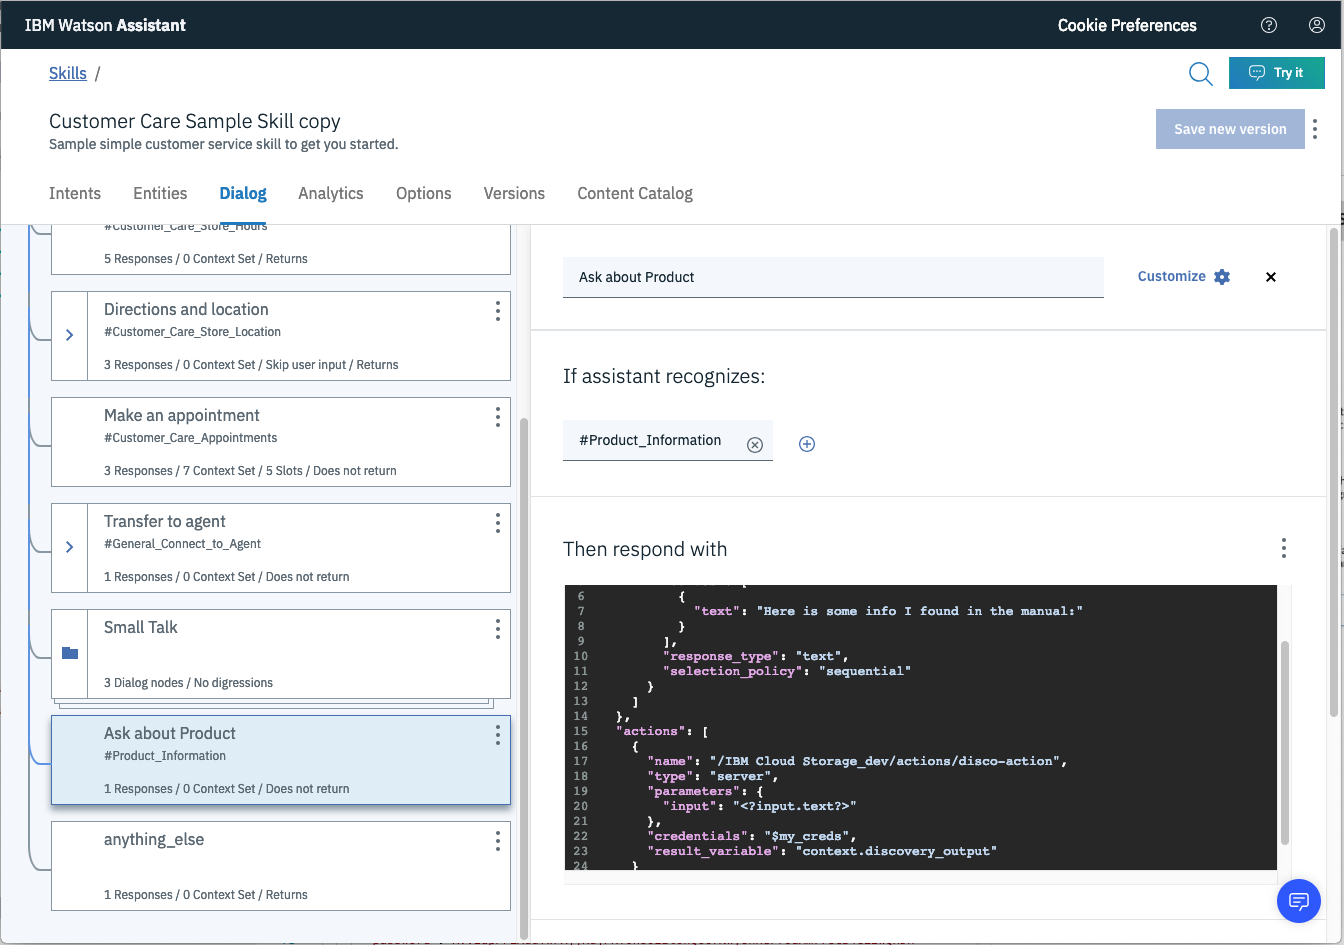 IBM Watson Assistant
Cookie Preferences
Skills /
Try it
Customer Care Sample Skill copy
Sample simple customer service skill to get you started.
Save new version
Intents Entities Dialog Analytics Options Versions Content Catalog
#Customer_Care_Store_Hours
5 Responses / 0 Context Set / Returns
Directions and location
#Customer_Care_Store_Location
3 Responses / 0 Context Set / Skip user input / Returns
Make an appointment
#Customer_Care_Appointments
3 Responses / 7 Context Set / 5 Slots / Does not return
Transfer to agent
#General_Connect_to_Agent
1 Responses / 0 Context Set / Does not return
Small Talk
3 Dialog nodes / No digressions
Ask about Product
#Product_Information
1 Responses / 0 Context Set / Does not return
anything_else
1 Responses / 0 Context Set / Returns
Ask about Product
Customize
If assistant recognizes:
#Product_Information
Then respond with
6 {
7 "text": "Here is some info I found in the manual:"
8 }
9 ],
10 "response_type": "text",
11 "selection_policy": "sequential"
12 }
13 ]
14 },
15 "actions": [
16 {
17 "name": "/IBM Cloud Storage_dev/actions/disco-action",
18 "type": "server",
19 "parameters": {
20 "input": "<?input.text?>"
21 },
22 "credentials": "$my_creds",
23 "result_variable": "context.discovery_output"
24 }